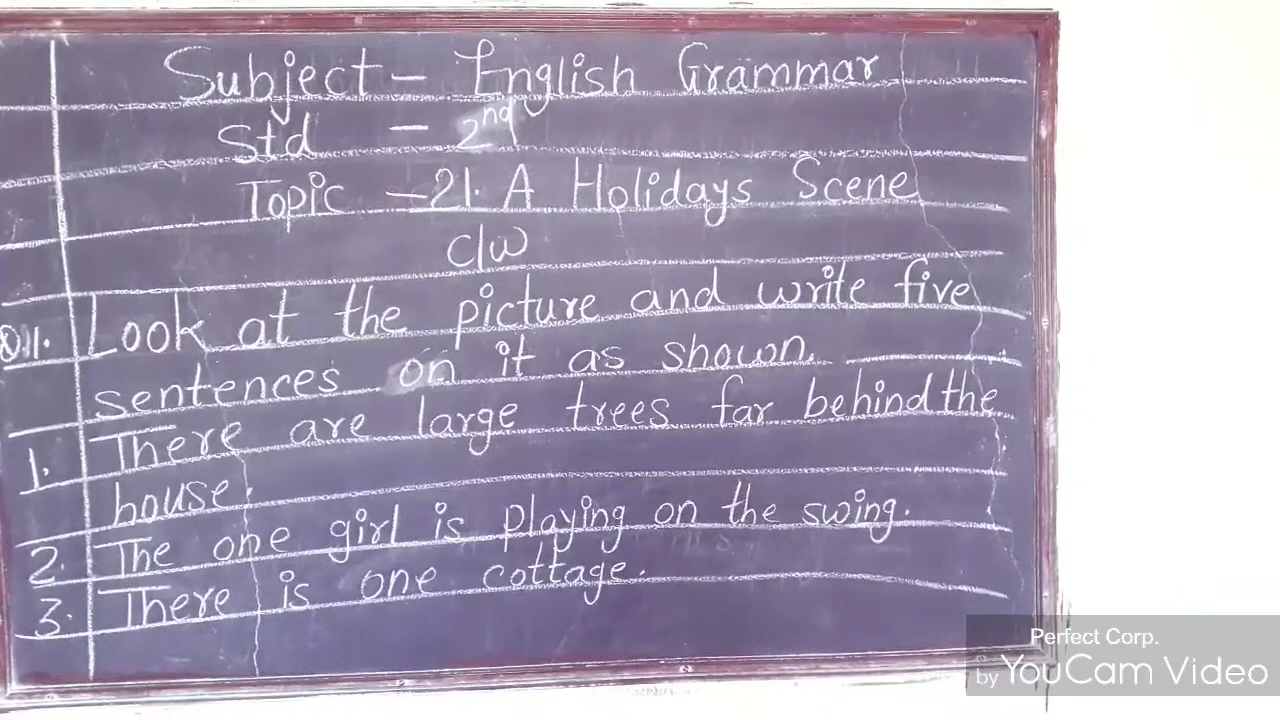 Subject - English Grammar
Std - 2nd
Topic - 21. A Holidays Scene
C/W
Q.1. Look at the picture and write five
sentences on it as shown.
1. There are large trees far behind the
house.
2. The one girl is playing on the swing.
3. There is one cottage.
Perfect Corp.
by YouCam Video